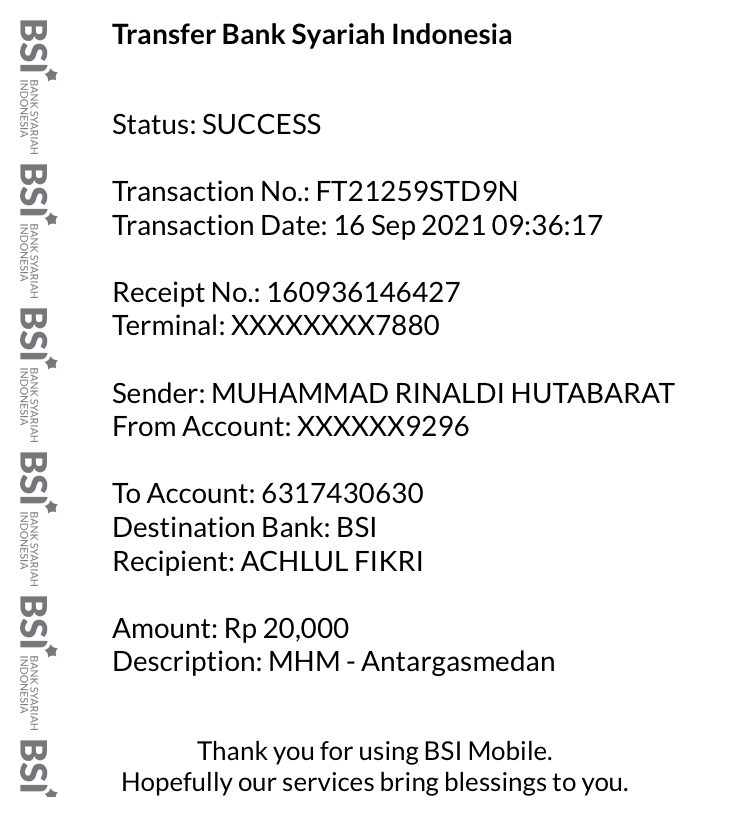 Transfer Bank Syariah Indonesia
Status: SUCCESS
Transaction No.: FT21259STD9N
Transaction Date: 16 Sep 2021 09:36:17
Receipt No.: 160936146427
Terminal: XXXXXXXX7880
Sender: MUHAMMAD RINALDI HUTABARAT
From Account: XXXXXX9296
To Account: 6317430630
Destination Bank: BSI
Recipient: ACHLUL FIKRI
Amount: Rp 20,000
Description: MHM - Antargasmedan
Thank you for using BSI Mobile.
Hopefully our services bring blessings to you.
BSI
BANK SYARIAH
INDONESIA
BSI
BANK SYARIAH
INDONESIA
BSI
BANK SYARIAH
INDONESIA
BSI
BANK SYARIAH
INDONESIA
BSI
BANK SYARIAH
INDONESIA
BSI